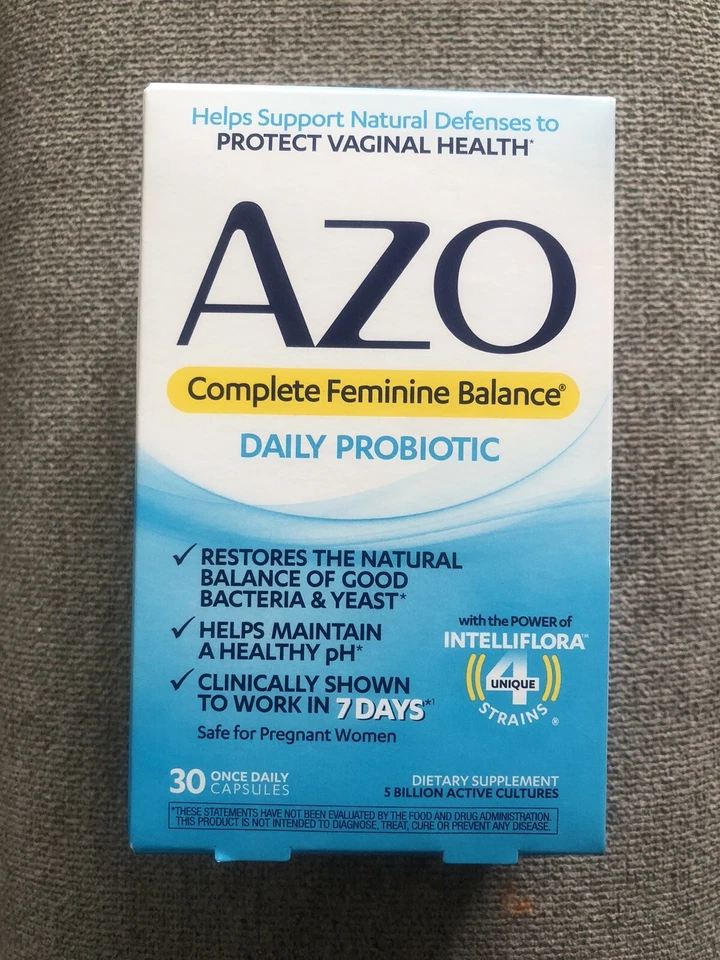 Helps Support Natural Defenses to
PROTECT VAGINAL HEALTH*
AZO
Complete Feminine Balance®
DAILY PROBIOTIC
✓ RESTORES THE NATURAL
BALANCE OF GOOD
BACTERIA & YEAST*
✓ HELPS MAINTAIN
A HEALTHY pH*
✓ CLINICALLY SHOWN
TO WORK IN 7 DAYS*¹
Safe for Pregnant Women
with the POWER of
INTELLIFLORA™
4
UNIQUE
STRAINS®
30 ONCE DAILY
CAPSULES
DIETARY SUPPLEMENT
5 BILLION ACTIVE CULTURES
*THESE STATEMENTS HAVE NOT BEEN EVALUATED BY THE FOOD AND DRUG ADMINISTRATION.
THIS PRODUCT IS NOT INTENDED TO DIAGNOSE, TREAT, CURE OR PREVENT ANY DISEASE.